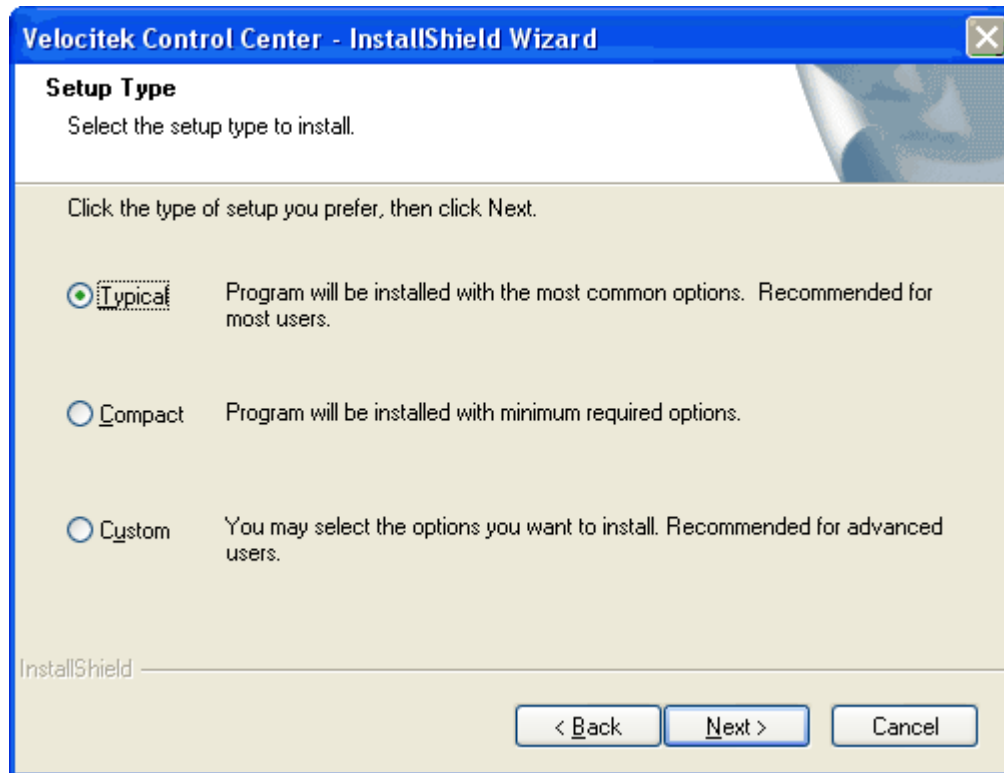 Velocitek Control Center - InstallShield Wizard
Setup Type
Select the setup type to install.
Click the type of setup you prefer, then click Next.
Typical
Program will be installed with the most common options.  Recommended for
most users.
Compact
Program will be installed with minimum required options.
Custom
You may select the options you want to install. Recommended for advanced
users.
InstallShield
< Back
Next >
Cancel